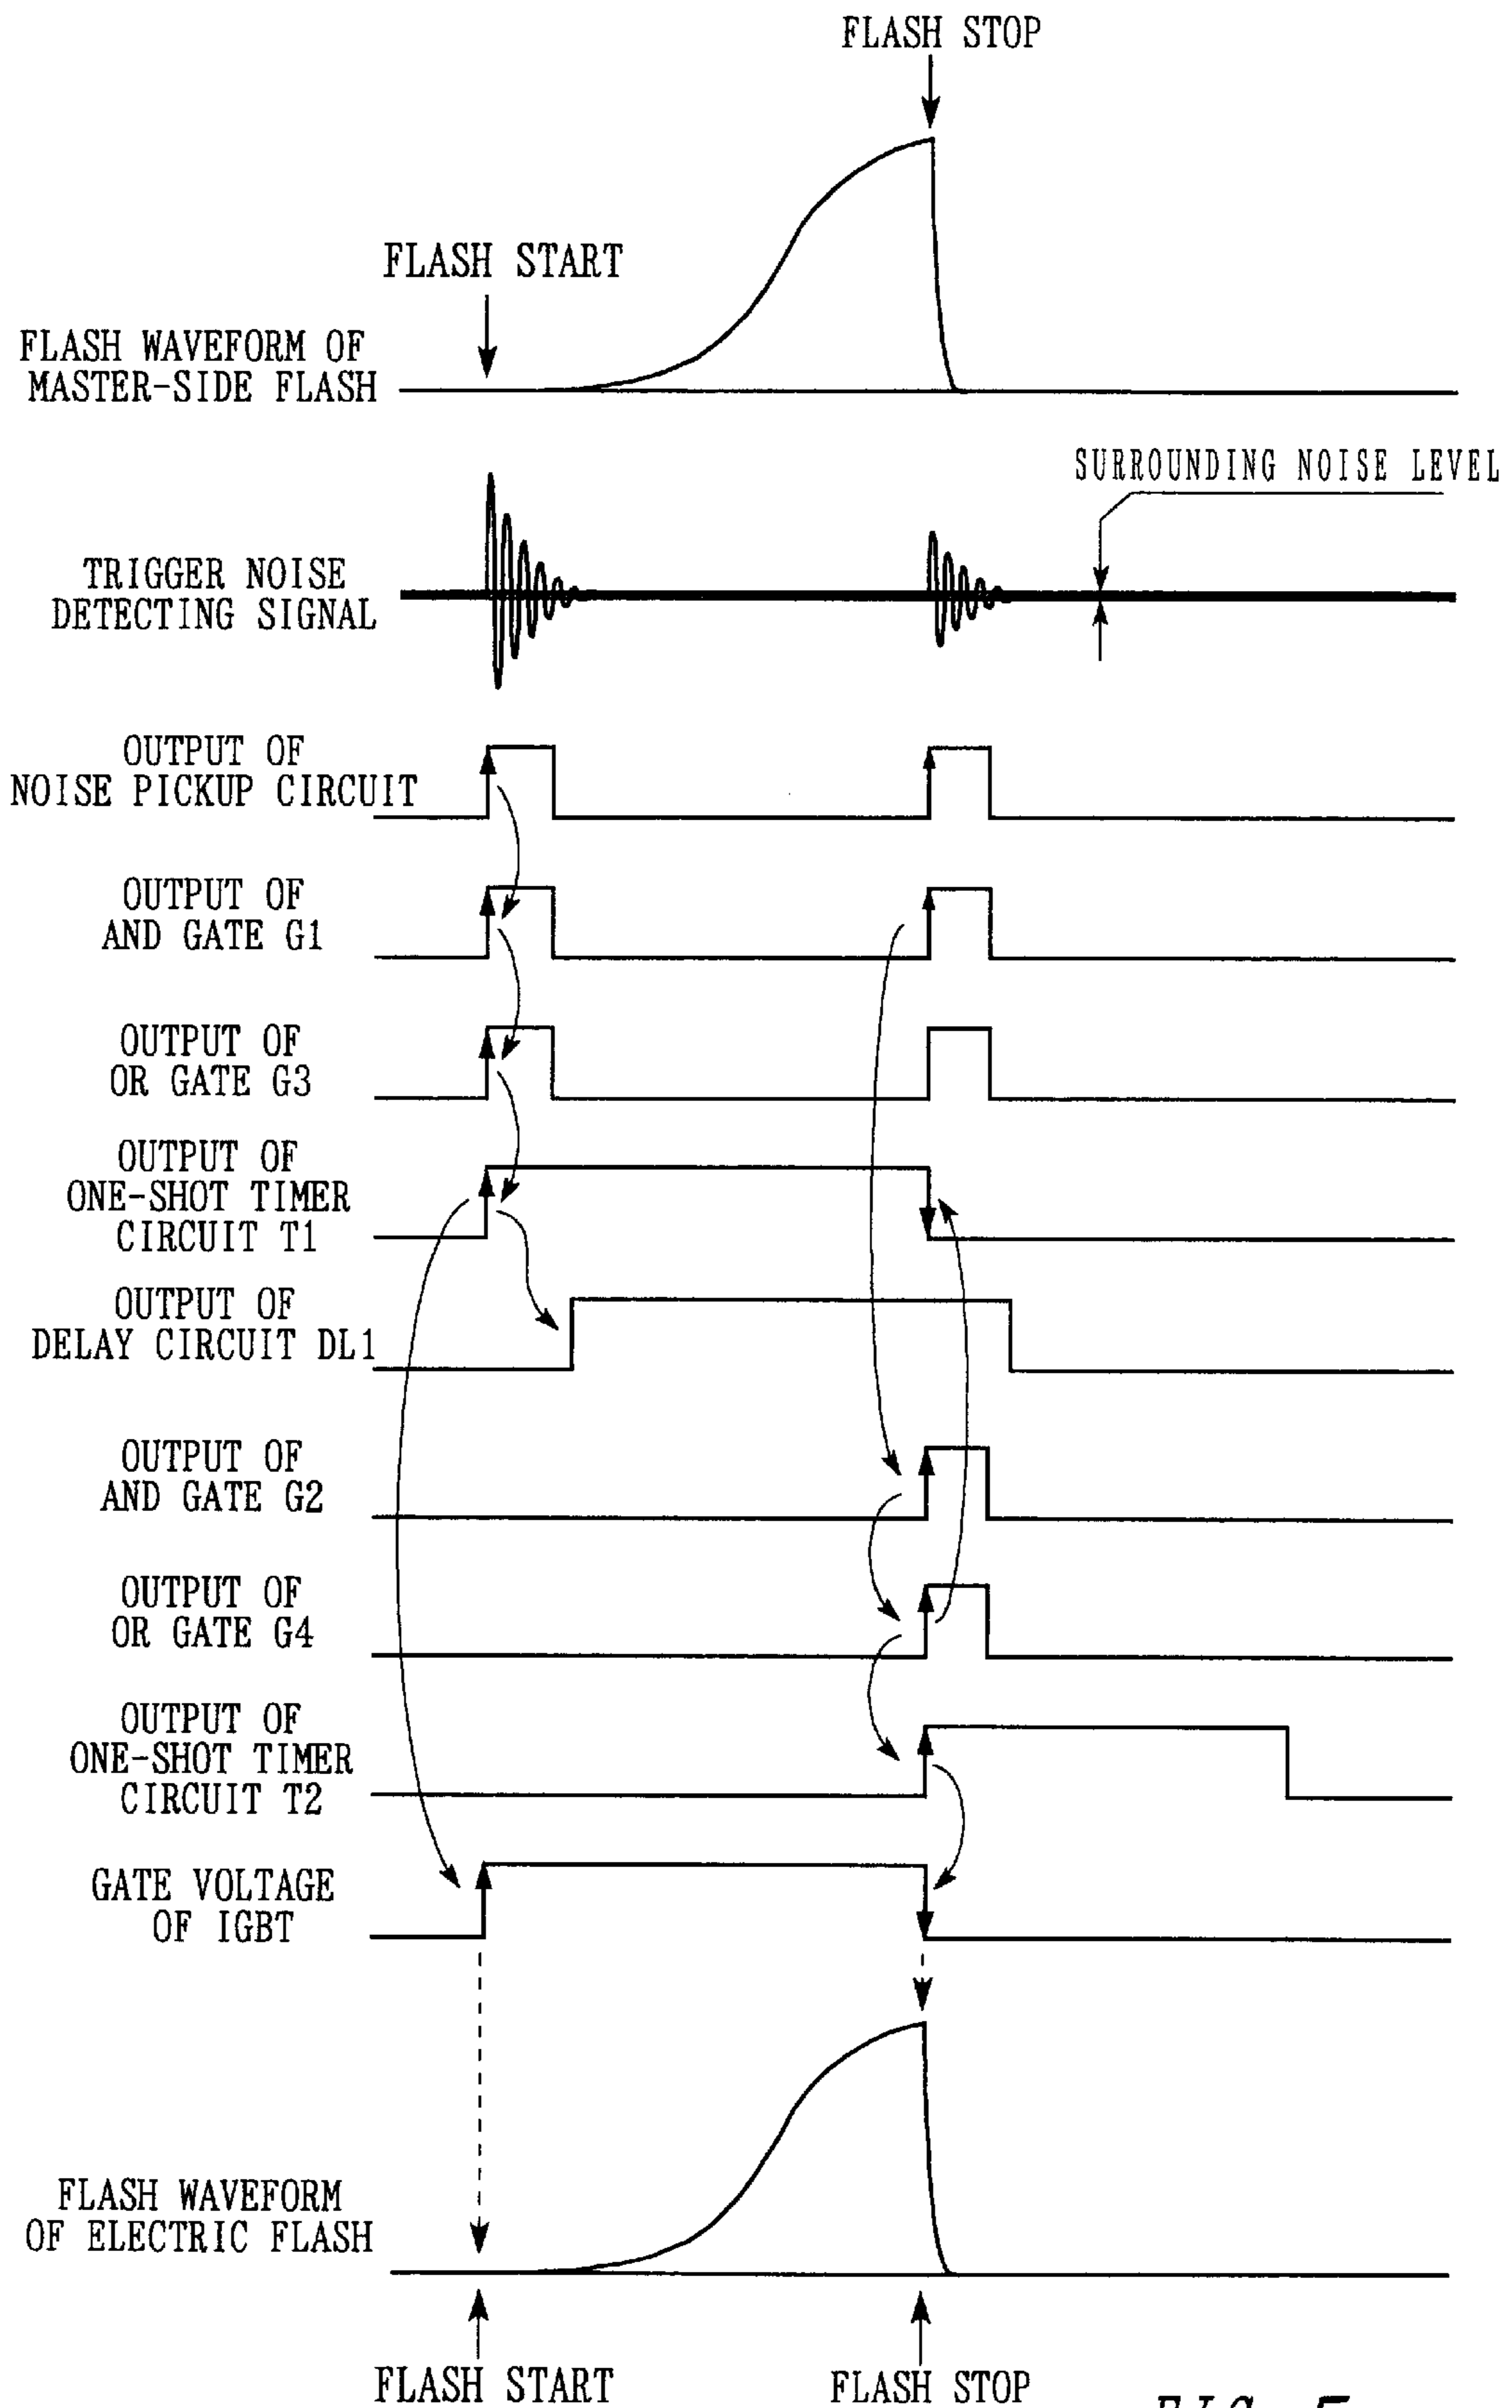 FLASH STOP
FLASH START
FLASH WAVEFORM OF
MASTER-SIDE FLASH
SURROUNDING NOISE LEVEL
TRIGGER NOISE
DETECTING SIGNAL
OUTPUT OF
NOISE PICKUP CIRCUIT
OUTPUT OF
AND GATE G1
OUTPUT OF
OR GATE G3
OUTPUT OF
ONE-SHOT TIMER
CIRCUIT T1
OUTPUT OF
DELAY CIRCUIT DL1
OUTPUT OF
AND GATE G2
OUTPUT OF
OR GATE G4
OUTPUT OF
ONE-SHOT TIMER
CIRCUIT T2
GATE VOLTAGE
OF IGBT
FLASH WAVEFORM
OF ELECTRIC FLASH
FLASH START
FLASH STOP